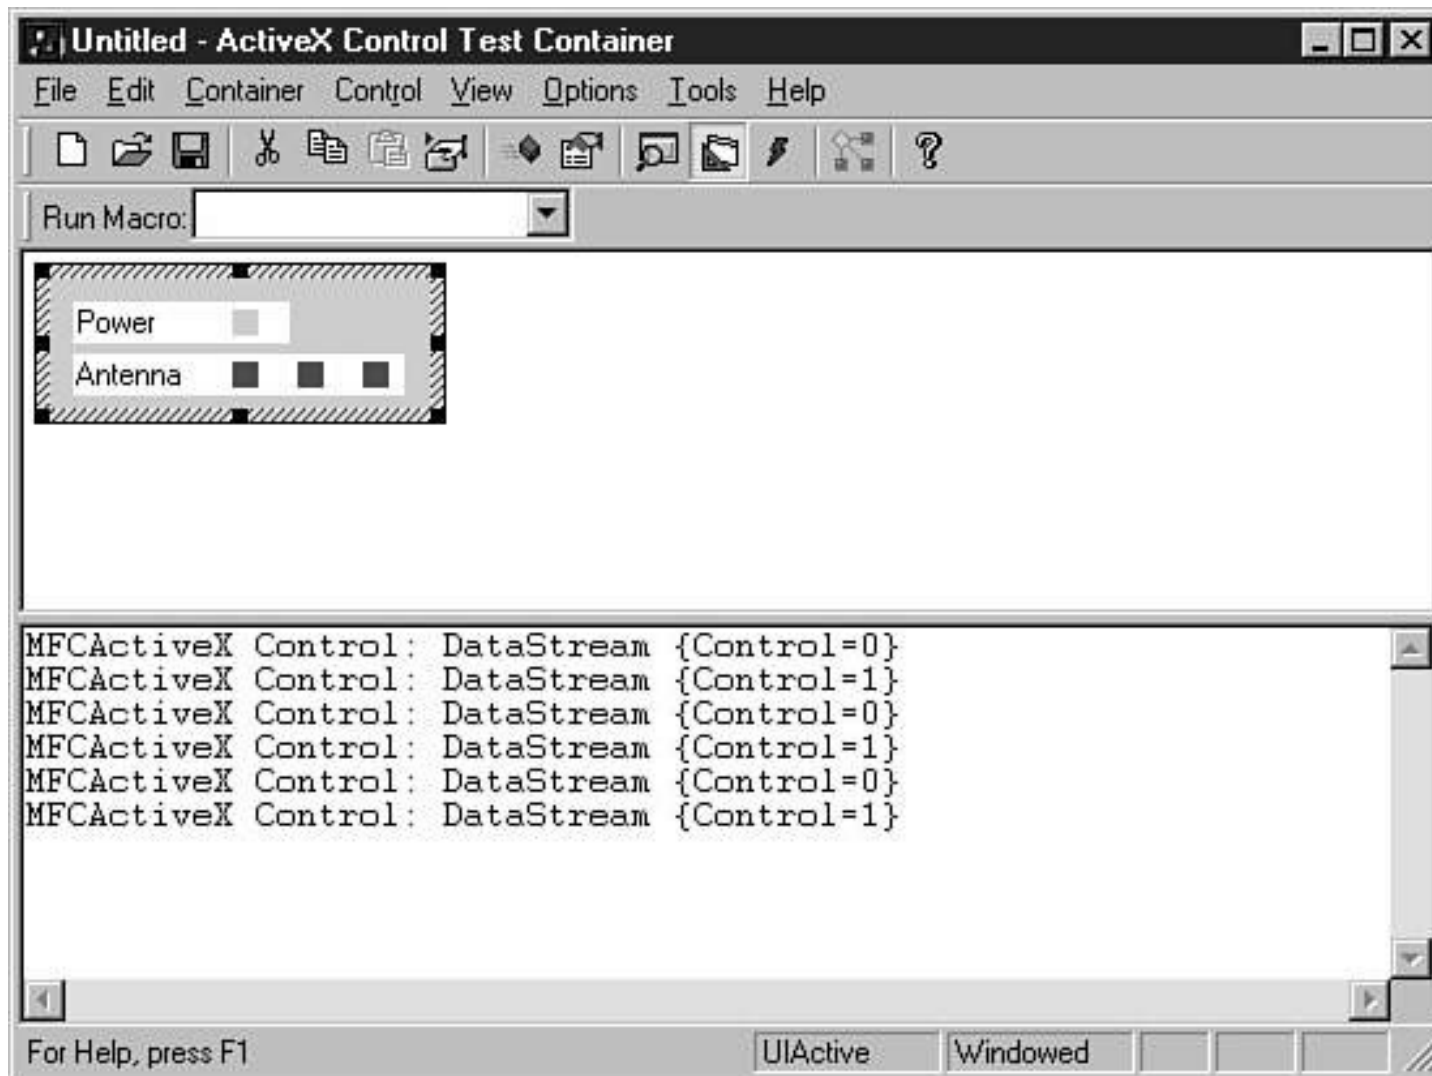 Untitled - ActiveX Control Test Container
File Edit Container Control View Options Tools Help
Run Macro:
Power
Antenna
MFCActiveX Control: DataStream {Control=0}
MFCActiveX Control: DataStream {Control=1}
MFCActiveX Control: DataStream {Control=0}
MFCActiveX Control: DataStream {Control=1}
MFCActiveX Control: DataStream {Control=0}
MFCActiveX Control: DataStream {Control=1}
For Help, press F1 UIActive Windowed